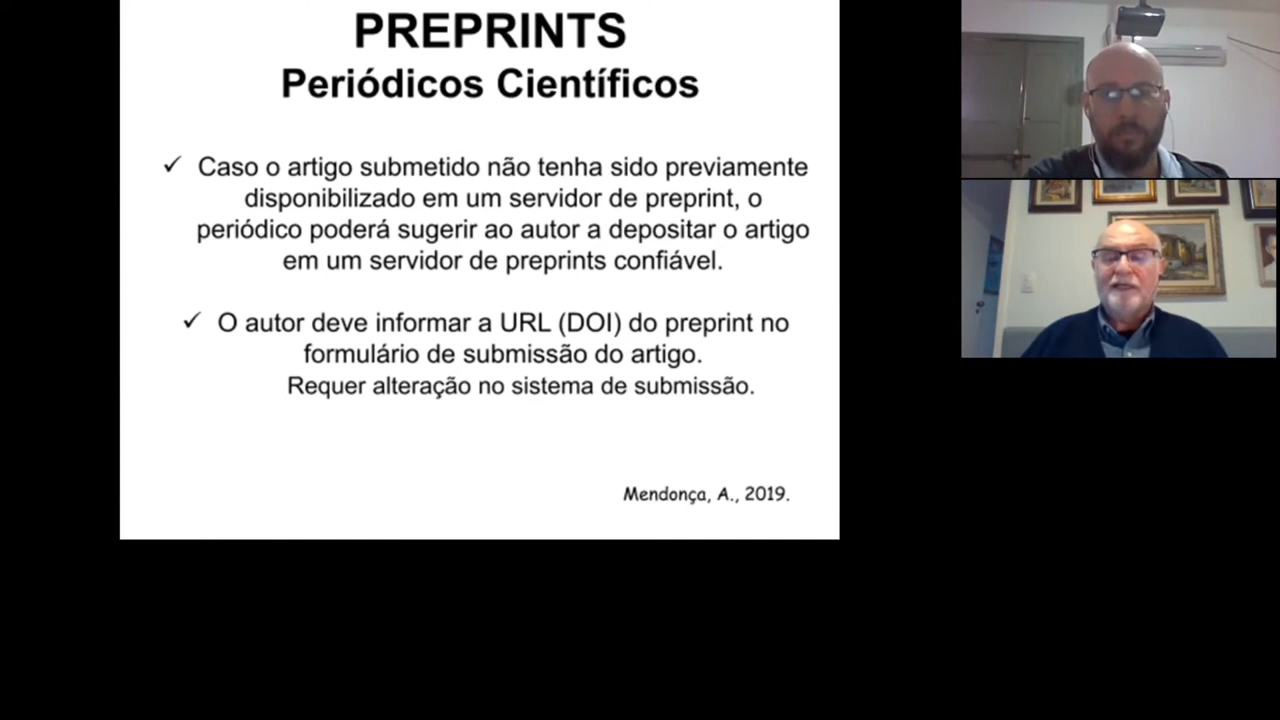 PREPRINTS
Periódicos Científicos
✓ Caso o artigo submetido não tenha sido previamente
disponibilizado em um servidor de preprint, o
periódico poderá sugerir ao autor a depositar o artigo
em um servidor de preprints confiável.
✓ O autor deve informar a URL (DOI) do preprint no
formulário de submissão do artigo.
Requer alteração no sistema de submissão.
Mendonça, A., 2019.